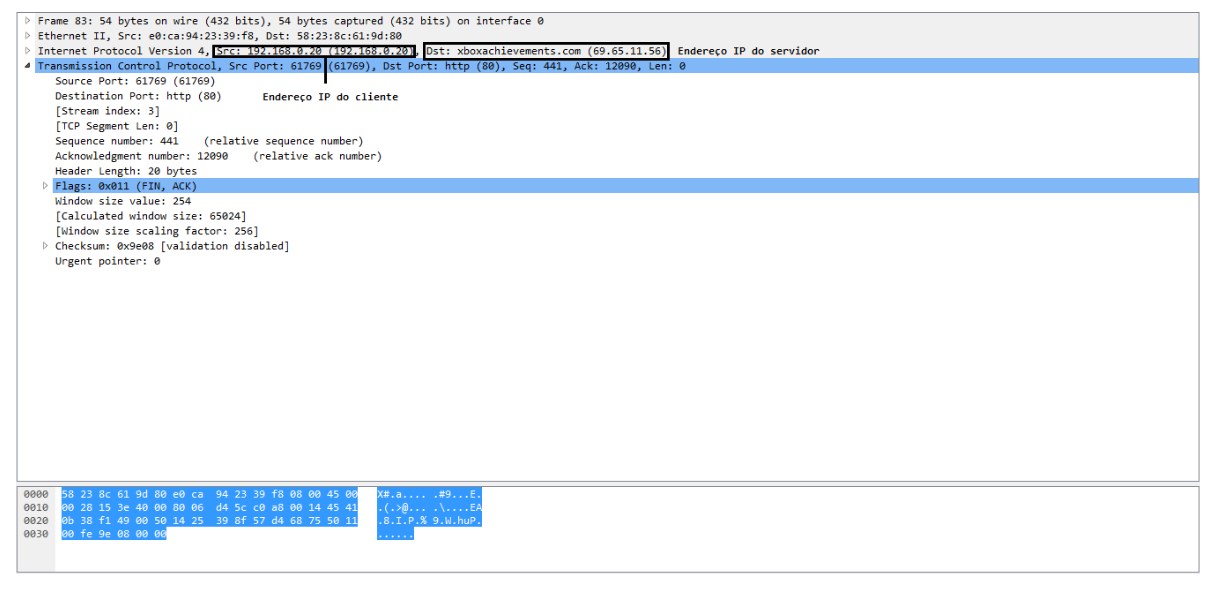 Frame 83: 54 bytes on wire (432 bits), 54 bytes captured (432 bits) on interface 0
Ethernet II, Src: e0:ca:94:23:39:f8, Dst: 58:23:8c:61:9d:80
Internet Protocol Version 4, Src: 192.168.0.20 (192.168.0.20), Dst: xboxachievements.com (69.65.11.56) Endereço IP do servidor
Transmission Control Protocol, Src Port: 61769 (61769), Dst Port: http (80), Seq: 441, Ack: 12090, Len: 0
Source Port: 61769 (61769)
Destination Port: http (80) Endereço IP do cliente
[Stream index: 3]
[TCP Segment Len: 0]
Sequence number: 441 (relative sequence number)
Acknowledgment number: 12090 (relative ack number)
Header Length: 20 bytes
Flags: 0x011 (FIN, ACK)
Window size value: 254
[Calculated window size: 65024]
[Window size scaling factor: 256]
Checksum: 0x9e08 [validation disabled]
Urgent pointer: 0
0000 58 23 8c 61 9d 80 e0 ca 94 23 39 f8 08 00 45 00 X#.a.... .#9...E.
0010 00 28 15 3e 40 00 80 06 d4 5c c0 a8 00 14 45 41 .(.>@... .\....EA
0020 0b 38 f1 49 00 50 14 25 39 8f 57 d4 68 75 50 11 .8.I.P.% 9.W.huP.
0030 00 fe 9e 08 00 00 ......